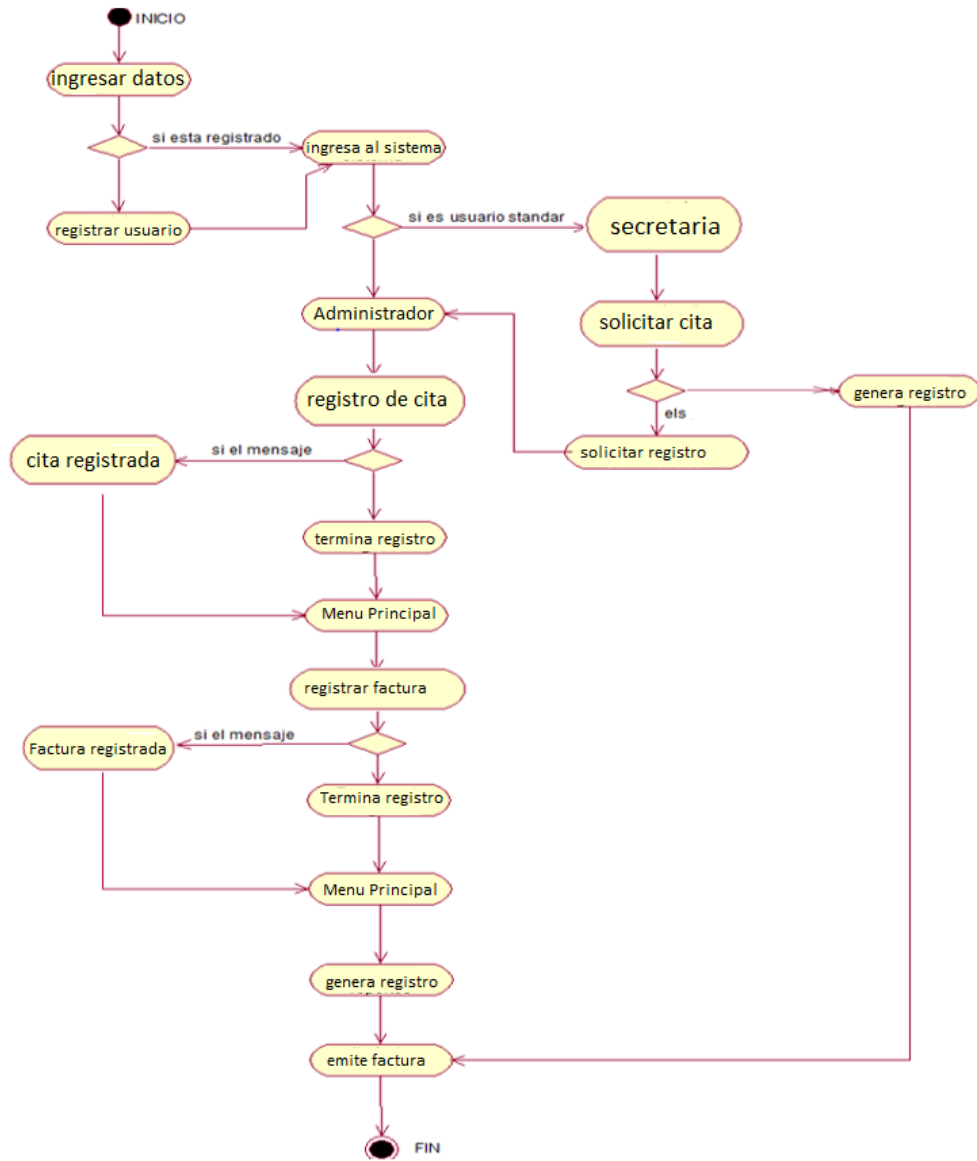 INICIO
ingresar datos
si esta registrado
ingresa al sistema
registrar usuario
si es usuario standar
secretaria
Administrador
solicitar cita
registro de cita
genera registro
els
solicitar registro
si el mensaje
cita registrada
termina registro
Menu Principal
registrar factura
si el mensaje
Factura registrada
Termina registro
Menu Principal
genera registro
emite factura
FIN